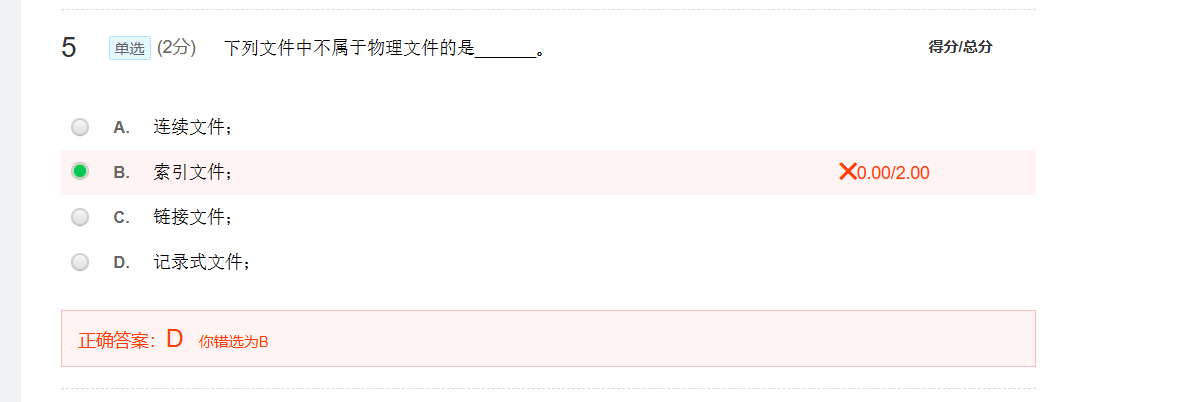 5 单选 (2分) 下列文件中不属于物理文件的是_______。 得分/总分
A. 连续文件；
B. 索引文件； ×0.00/2.00
C. 链接文件；
D. 记录式文件；
正确答案：D 你错选为B